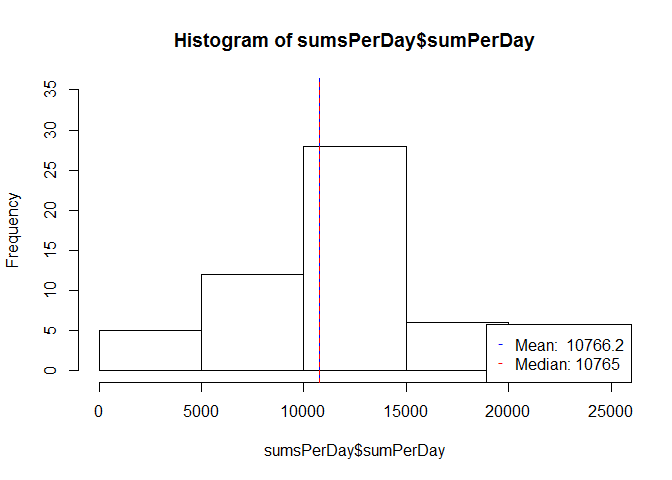 Histogram of sumsPerDay$sumPerDay
Frequency
35
30
25
20
15
10
5
0
0 5000 10000 15000 20000 25000
sumsPerDay$sumPerDay
Mean: 10766.2
Median: 10765